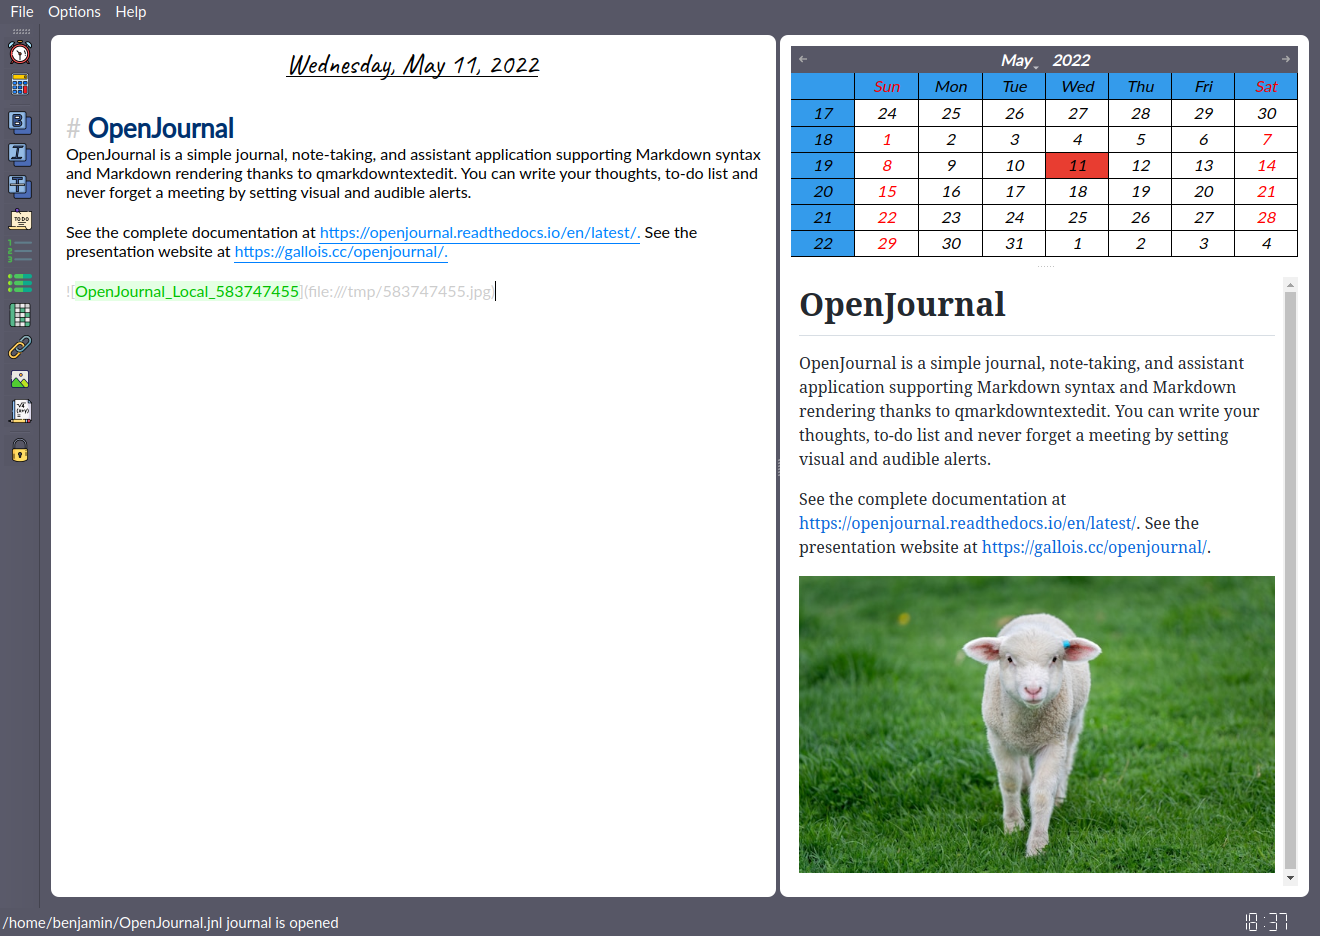 File Options Help
Wednesday, May 11, 2022
# OpenJournal
OpenJournal is a simple journal, note-taking, and assistant application supporting Markdown syntax
and Markdown rendering thanks to qmarkdowntextedit. You can write your thoughts, to-do list and
never forget a meeting by setting visual and audible alerts.
See the complete documentation at https://openjournal.readthedocs.io/en/latest/. See the
presentation website at https://gallois.cc/openjournal/.
![OpenJournal_Local_583747455](file:///tmp/583747455.jpg)
May 2022
Sun Mon Tue Wed Thu Fri Sat
17 24 25 26 27 28 29 30
18 1 2 3 4 5 6 7
19 8 9 10 11 12 13 14
20 15 16 17 18 19 20 21
21 22 23 24 25 26 27 28
22 29 30 31 1 2 3 4
OpenJournal
OpenJournal is a simple journal, note-taking, and assistant
application supporting Markdown syntax and Markdown
rendering thanks to qmarkdowntextedit. You can write your
thoughts, to-do list and never forget a meeting by setting
visual and audible alerts.
See the complete documentation at
https://openjournal.readthedocs.io/en/latest/. See the
presentation website at https://gallois.cc/openjournal/.
/home/benjamin/OpenJournal.jnl journal is opened
18:37